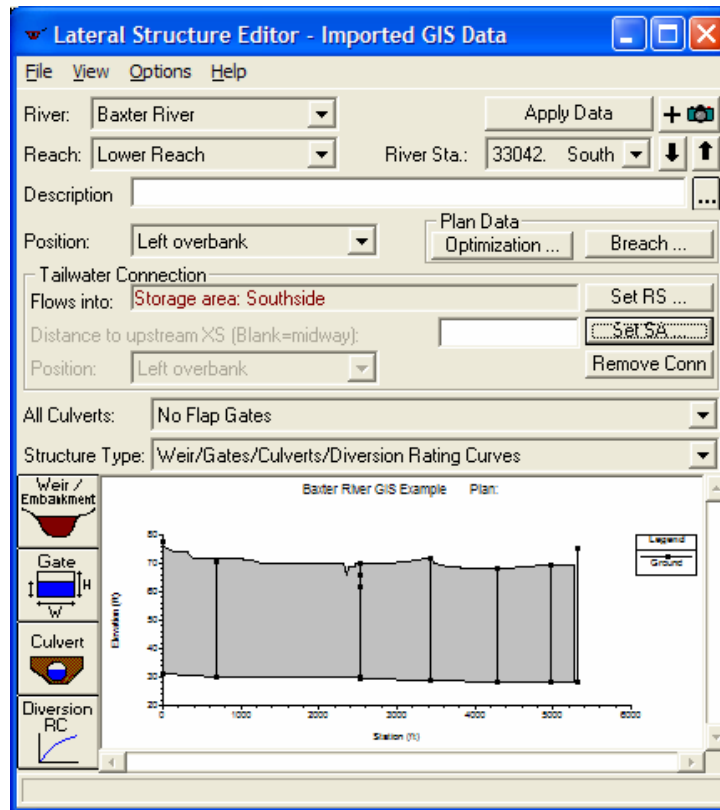 Lateral Structure Editor - Imported GIS Data
File View Options Help
River: Baxter River Apply Data
Reach: Lower Reach River Sta.: 33042. South
Description ...
Plan Data
Position: Left overbank Optimization ... Breach ...
Tailwater Connection
Flows into: Storage area: Southside Set RS ...
Distance to upstream XS (Blank=midway): Set SA ...
Position: Left overbank Remove Conn
All Culverts: No Flap Gates
Structure Type: Weir/Gates/Culverts/Diversion Rating Curves
Weir /
Embankment
Gate
H
W
Culvert
Diversion
RC
Baxter River GIS Example Plan:
Legend
Ground
80
70
60
50
40
30
20
Elevation (ft)
0 1000 2000 3000 4000 5000 6000
Station (ft)